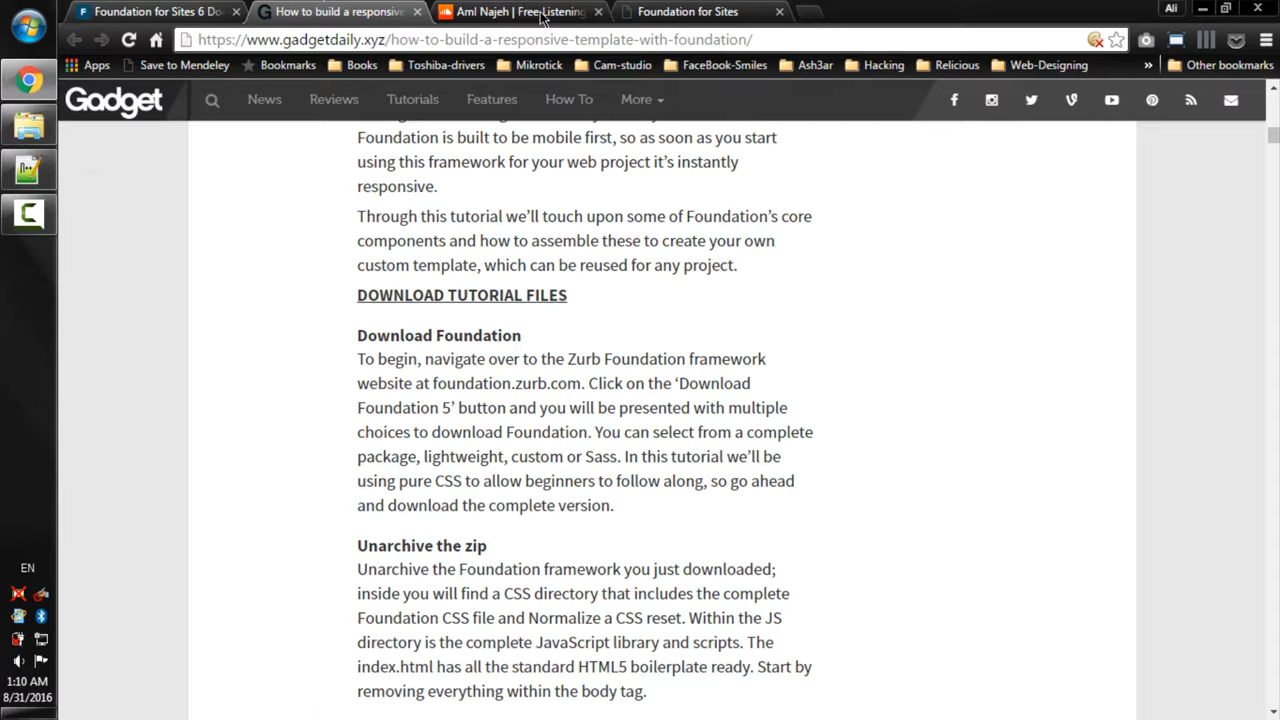 Foundation for Sites 6 Do
How to build a responsive
Aml Najeh | Free Listening
Foundation for Sites
Ali
https://www.gadgetdaily.xyz/how-to-build-a-responsive-template-with-foundation/
Apps
Save to Mendeley
Bookmarks
Books
Toshiba-drivers
Mikrotick
Cam-studio
FaceBook-Smiles
Ash3ar
Hacking
Relicious
Web-Designing
»
Other bookmarks
Gadget
News
Reviews
Tutorials
Features
How To
More
Foundation is built to be mobile first, so as soon as you start
using this framework for your web project it’s instantly
responsive.
Through this tutorial we’ll touch upon some of Foundation’s core
components and how to assemble these to create your own
custom template, which can be reused for any project.
DOWNLOAD TUTORIAL FILES
Download Foundation
To begin, navigate over to the Zurb Foundation framework
website at foundation.zurb.com. Click on the ‘Download
Foundation 5’ button and you will be presented with multiple
choices to download Foundation. You can select from a complete
package, lightweight, custom or Sass. In this tutorial we’ll be
using pure CSS to allow beginners to follow along, so go ahead
and download the complete version.
Unarchive the zip
Unarchive the Foundation framework you just downloaded;
inside you will find a CSS directory that includes the complete
Foundation CSS file and Normalize a CSS reset. Within the JS
directory is the complete JavaScript library and scripts. The
index.html has all the standard HTML5 boilerplate ready. Start by
removing everything within the body tag.
EN
1:10 AM
8/31/2016